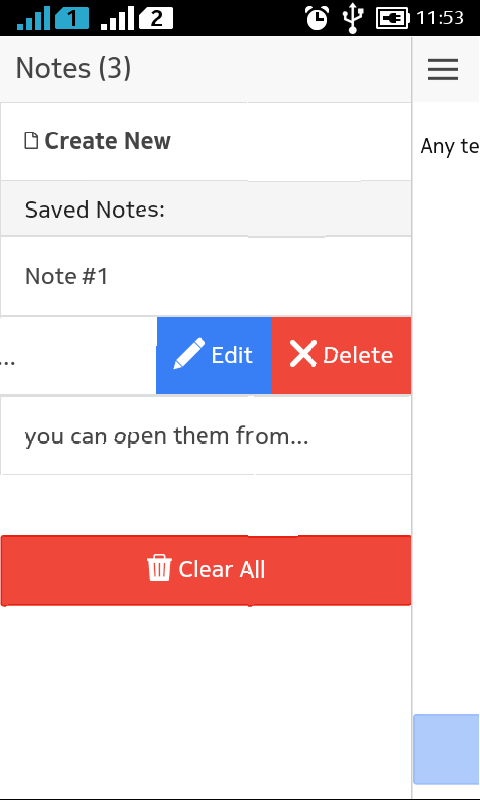 1 2 11:53
Notes (3)
Create New
Any te
Saved Notes:
Note #1
... Edit Delete
you can open them from...
Clear All